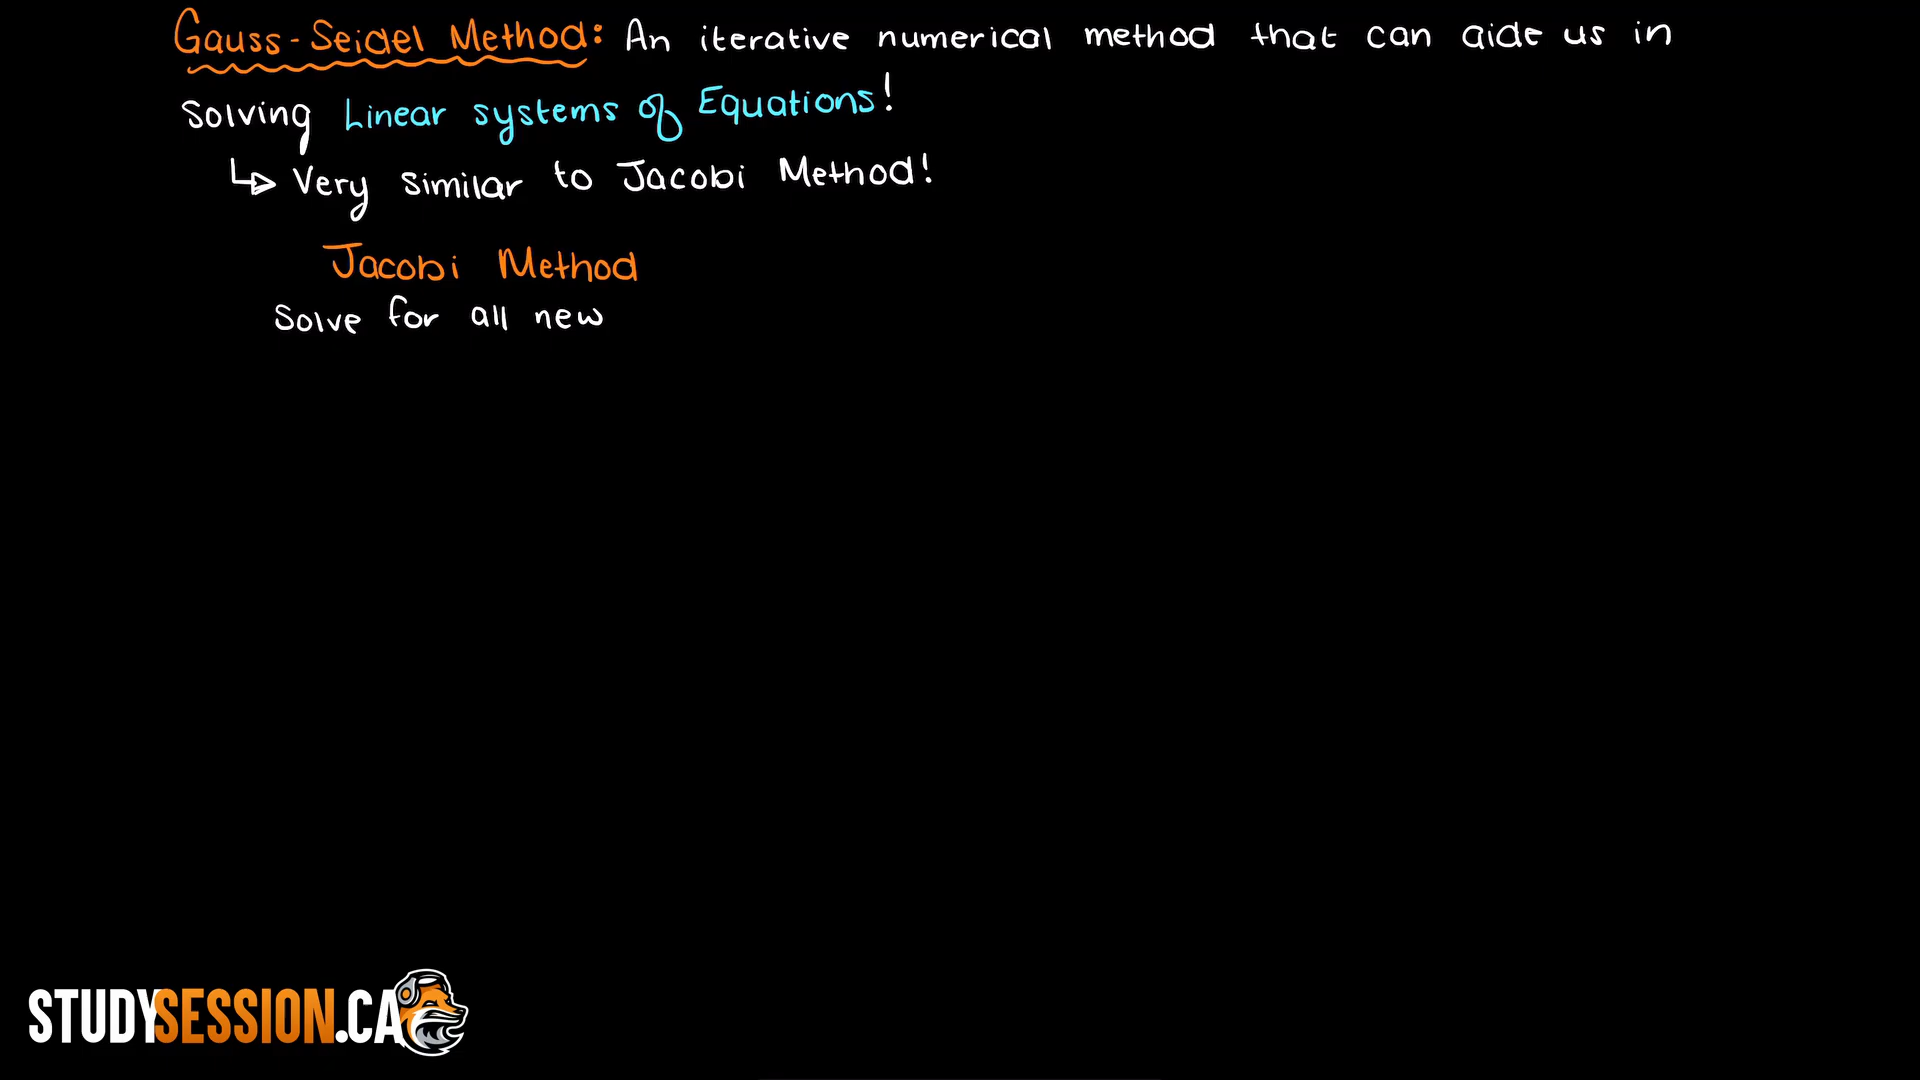 Gauss-Seidel Method: An iterative numerical method that can aide us in
Solving Linear systems of Equations!
Very similar to Jacobi Method!
Jacobi Method
Solve for all new
STUDYSESSION.CA